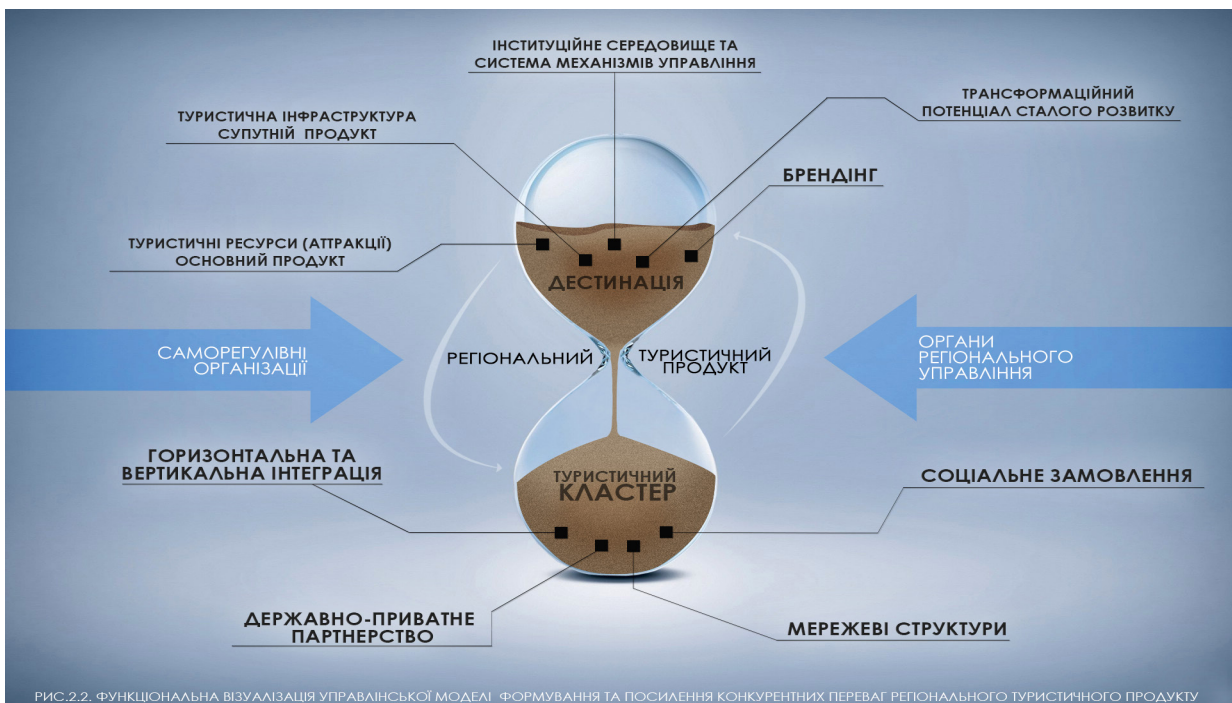 ІНСТИТУЦІЙНЕ СЕРЕДОВИЩЕ ТА
СИСТЕМА МЕХАНІЗМІВ УПРАВЛІННЯ
ТРАНСФОРМАЦІЙНИЙ
ПОТЕНЦІАЛ СТАЛОГО РОЗВИТКУ
ТУРИСТИЧНА ІНФРАСТРУКТУРА
СУПУТНІЙ ПРОДУКТ
БРЕНДІНГ
ТУРИСТИЧНІ РЕСУРСИ (АТТРАКЦІЇ)
ОСНОВНИЙ ПРОДУКТ
ДЕСТИНАЦІЯ
САМОРЕГУЛІВНІ
ОРГАНІЗАЦІЇ
РЕГІОНАЛЬНИЙ
ТУРИСТИЧНИЙ
ПРОДУКТ
ОРГАНИ
РЕГІОНАЛЬНОГО
УПРАВЛІННЯ
ГОРИЗОНТАЛЬНА ТА
ВЕРТИКАЛЬНА ІНТЕГРАЦІЯ
ТУРИСТИЧНИЙ
КЛАСТЕР
СОЦІАЛЬНЕ ЗАМОВЛЕННЯ
ДЕРЖАВНО-ПРИВАТНЕ
ПАРТНЕРСТВО
МЕРЕЖЕВІ СТРУКТУРИ
РИС.2.2. ФУНКЦІОНАЛЬНА ВІЗУАЛІЗАЦІЯ УПРАВЛІНСЬКОЇ МОДЕЛІ ФОРМУВАННЯ ТА ПОСИЛЕННЯ КОНКУРЕНТНИХ ПЕРЕВАГ РЕГІОНАЛЬНОГО ТУРИСТИЧНОГО ПРОДУКТУ